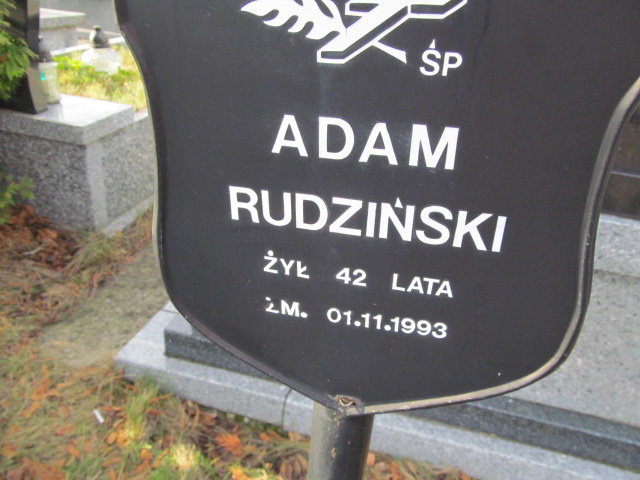 ŚP
ADAM
RUDZIŃSKI
ŻYŁ 42 LATA
ZM. 01.11.1993